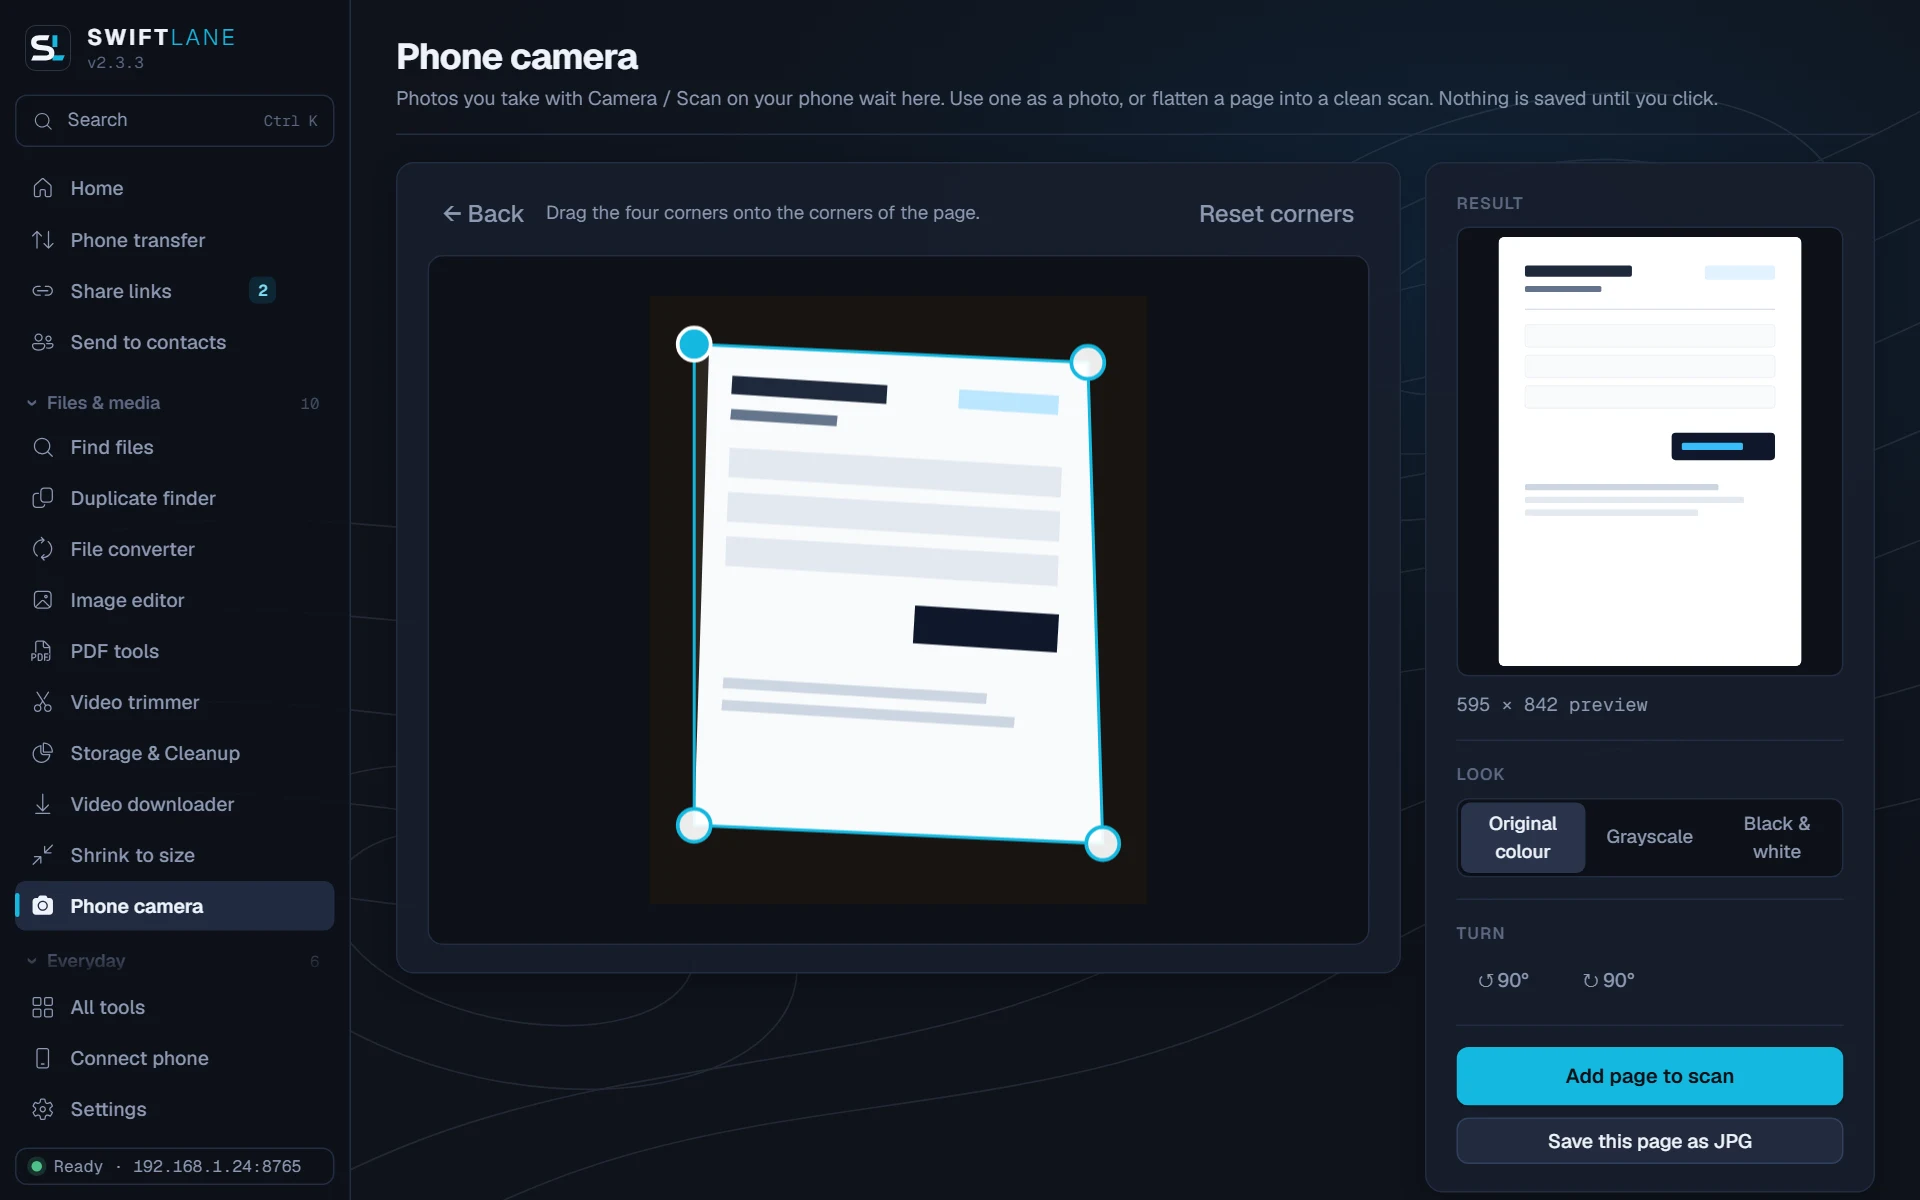 SWIFTLANE
v2.3.3
Search Ctrl K
Home
Phone transfer
Share links 2
Send to contacts
Files & media 10
Find files
Duplicate finder
File converter
Image editor
PDF tools
Video trimmer
Storage & Cleanup
Video downloader
Shrink to size
Phone camera
Everyday 6
All tools
Connect phone
Settings
Ready · 192.168.1.24:8765
Phone camera
Photos you take with Camera / Scan on your phone wait here. Use one as a photo, or flatten a page into a clean scan. Nothing is saved until you click.
← Back Drag the four corners onto the corners of the page. Reset corners
RESULT
595 × 842 preview
LOOK
Original colour
Grayscale
Black & white
TURN
↺ 90° ↻ 90°
Add page to scan
Save this page as JPG